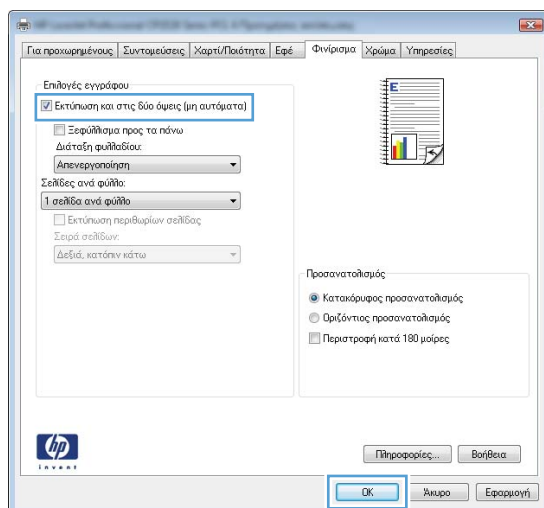 Για προχωρημένους Συντομεύσεις Χαρτί/Ποιότητα Εφέ Φινίρισμα Χρώμα Υπηρεσίες
Επιλογές εγγράφου
Εκτύπωση και στις δύο όψεις (μη αυτόματα)
Ξεφύλλισμα προς τα πάνω
Διάταξη φυλλαδίου:
Απενεργοποίηση
Σελίδες ανά φύλλο:
1 σελίδα ανά φύλλο
Εκτύπωση περιθωρίων σελίδας
Σειρά σελίδων:
Δεξιά, κατόπιν κάτω
E
Προσανατολισμός
Κατακόρυφος προσανατολισμός
Οριζόντιος προσανατολισμός
Περιστροφή κατά 180 μοίρες
hp
invent
Πληροφορίες... Βοήθεια
OK Άκυρο Εφαρμογή